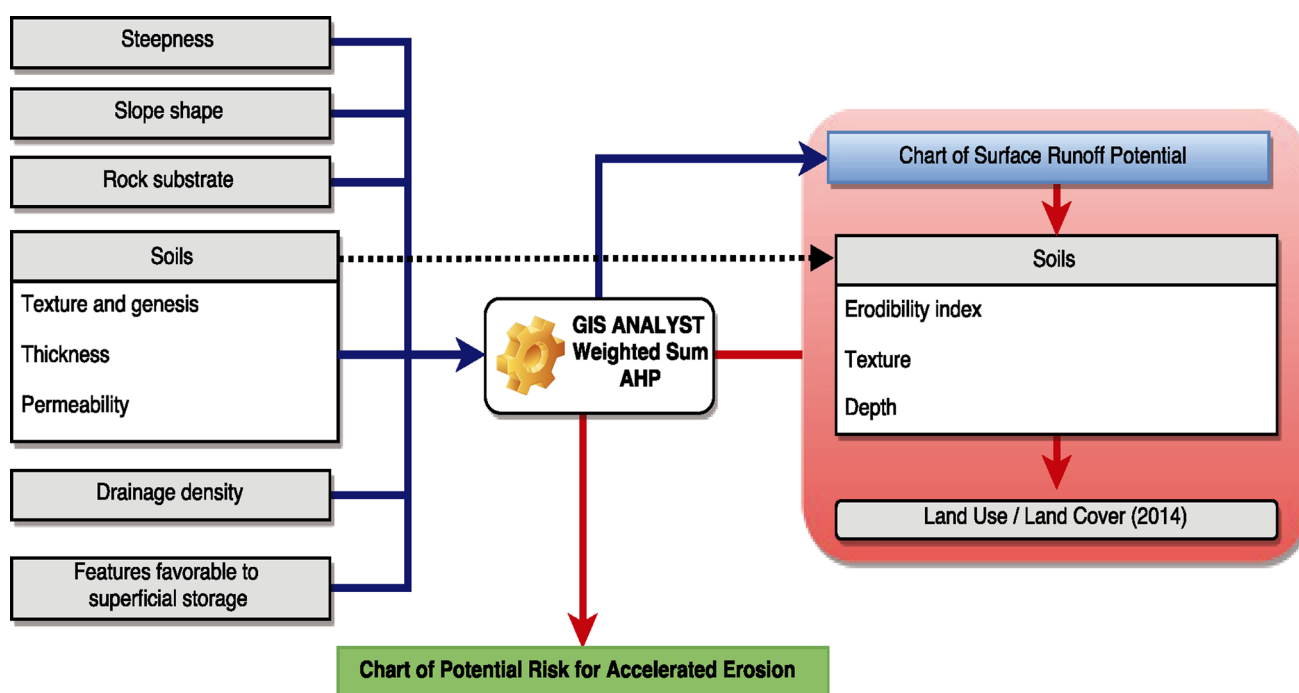 Steepness
Slope shape
Rock substrate
Soils
Texture and genesis
Thickness
Permeability
Drainage density
Features favorable to
superficial storage
GIS ANALYST
Weighted Sum
AHP
Chart of Surface Runoff Potential
Soils
Erodibility index
Texture
Depth
Land Use / Land Cover (2014)
Chart of Potential Risk for Accelerated Erosion